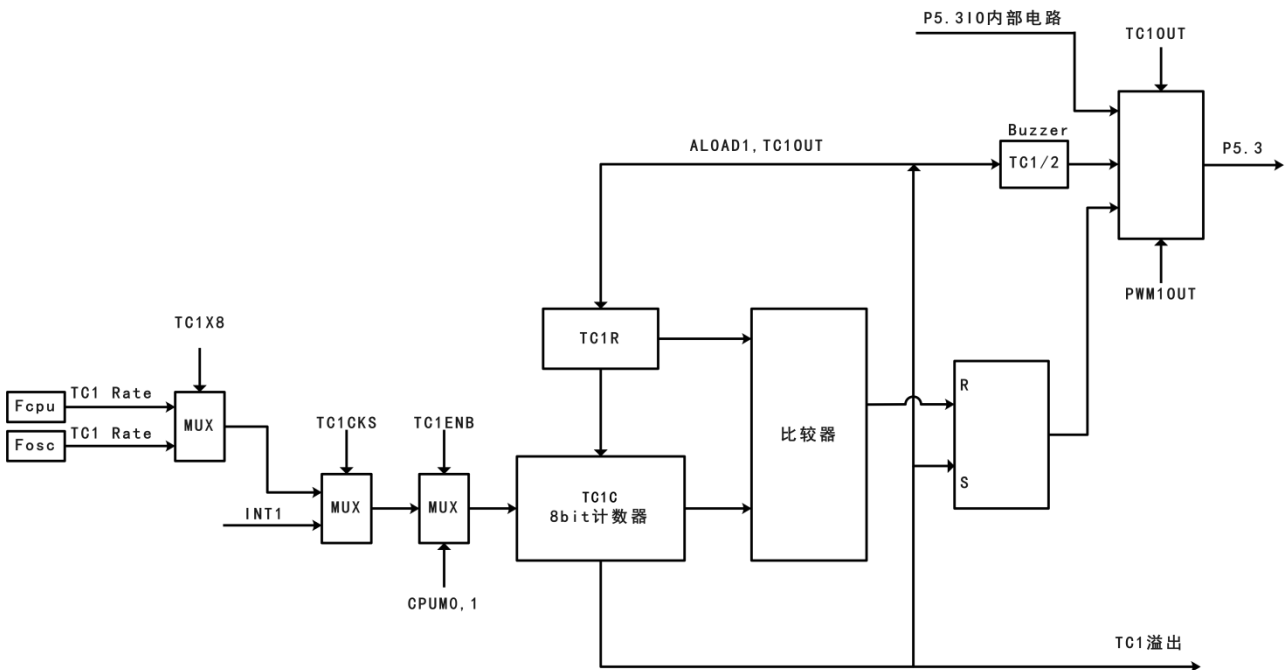 P5.3IO内部电路
TC1OUT
Buzzer
ALOAD1,TC1OUT
TC1/2
P5.3
PWM1OUT
TC1X8
TC1R
Fcpu
TC1 Rate
MUX
Fosc
TC1 Rate
R
TC1CKS
TC1ENB
比较器
S
TC1C
8bit计数器
MUX
MUX
INT1
CPUM0,1
TC1溢出